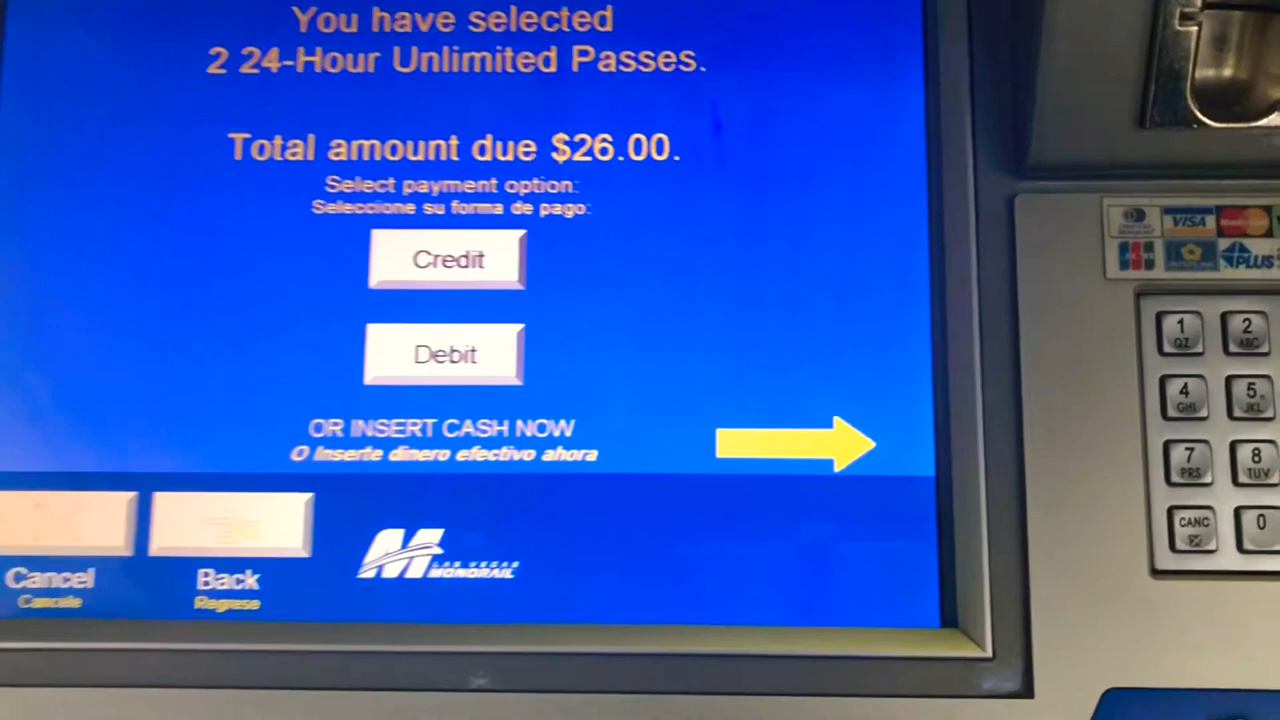 You have selected
2 24-Hour Unlimited Passes.
Total amount due $26.00.
Select payment option:
Seleccione su forma de pago:
Credit
Debit
OR INSERT CASH NOW
O Inserte dinero efectivo ahora
Cancel
Cancele
Back
Regrese
M
LAS VEGAS
MONORAIL
VISA
MasterCard
JCB
PLUS
1
QZ
2
ABC
4
GHI
5
JKL
7
PRS
8
TUV
CANC
0